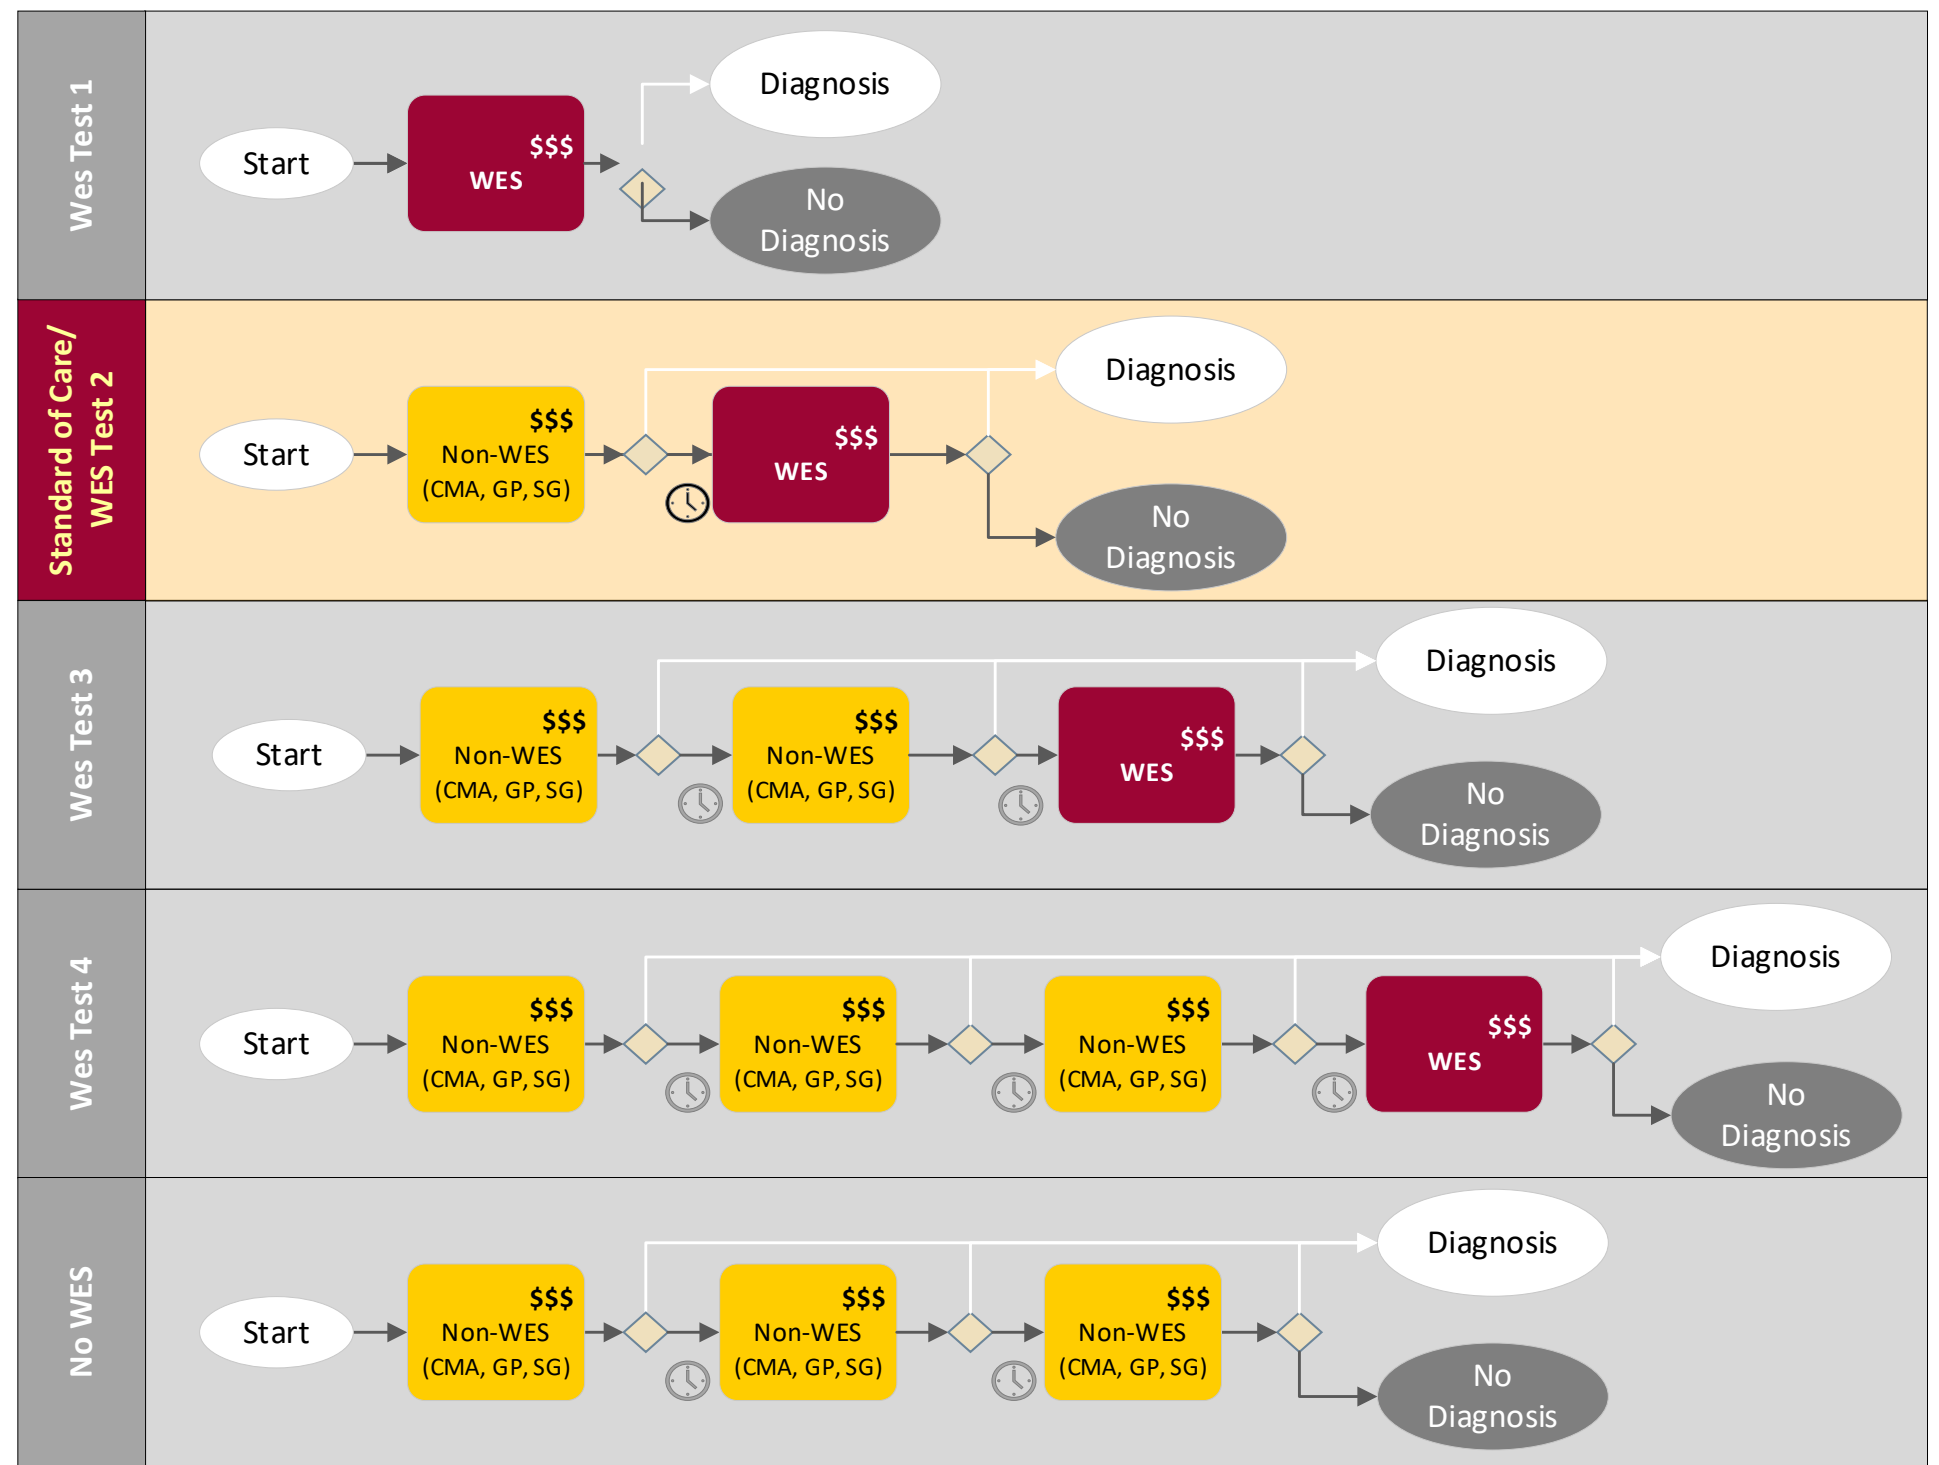 Wes Test 1
Start
$$$
WES
Diagnosis
No
Diagnosis
Standard of Care/
WES Test 2
Start
$$$
Non-WES
(CMA, GP, SG)
$$$
WES
Diagnosis
No
Diagnosis
Wes Test 3
Start
$$$
Non-WES
(CMA, GP, SG)
$$$
Non-WES
(CMA, GP, SG)
$$$
WES
Diagnosis
No
Diagnosis
Wes Test 4
Start
$$$
Non-WES
(CMA, GP, SG)
$$$
Non-WES
(CMA, GP, SG)
$$$
Non-WES
(CMA, GP, SG)
$$$
WES
Diagnosis
No
Diagnosis
No WES
Start
$$$
Non-WES
(CMA, GP, SG)
$$$
Non-WES
(CMA, GP, SG)
$$$
Non-WES
(CMA, GP, SG)
Diagnosis
No
Diagnosis